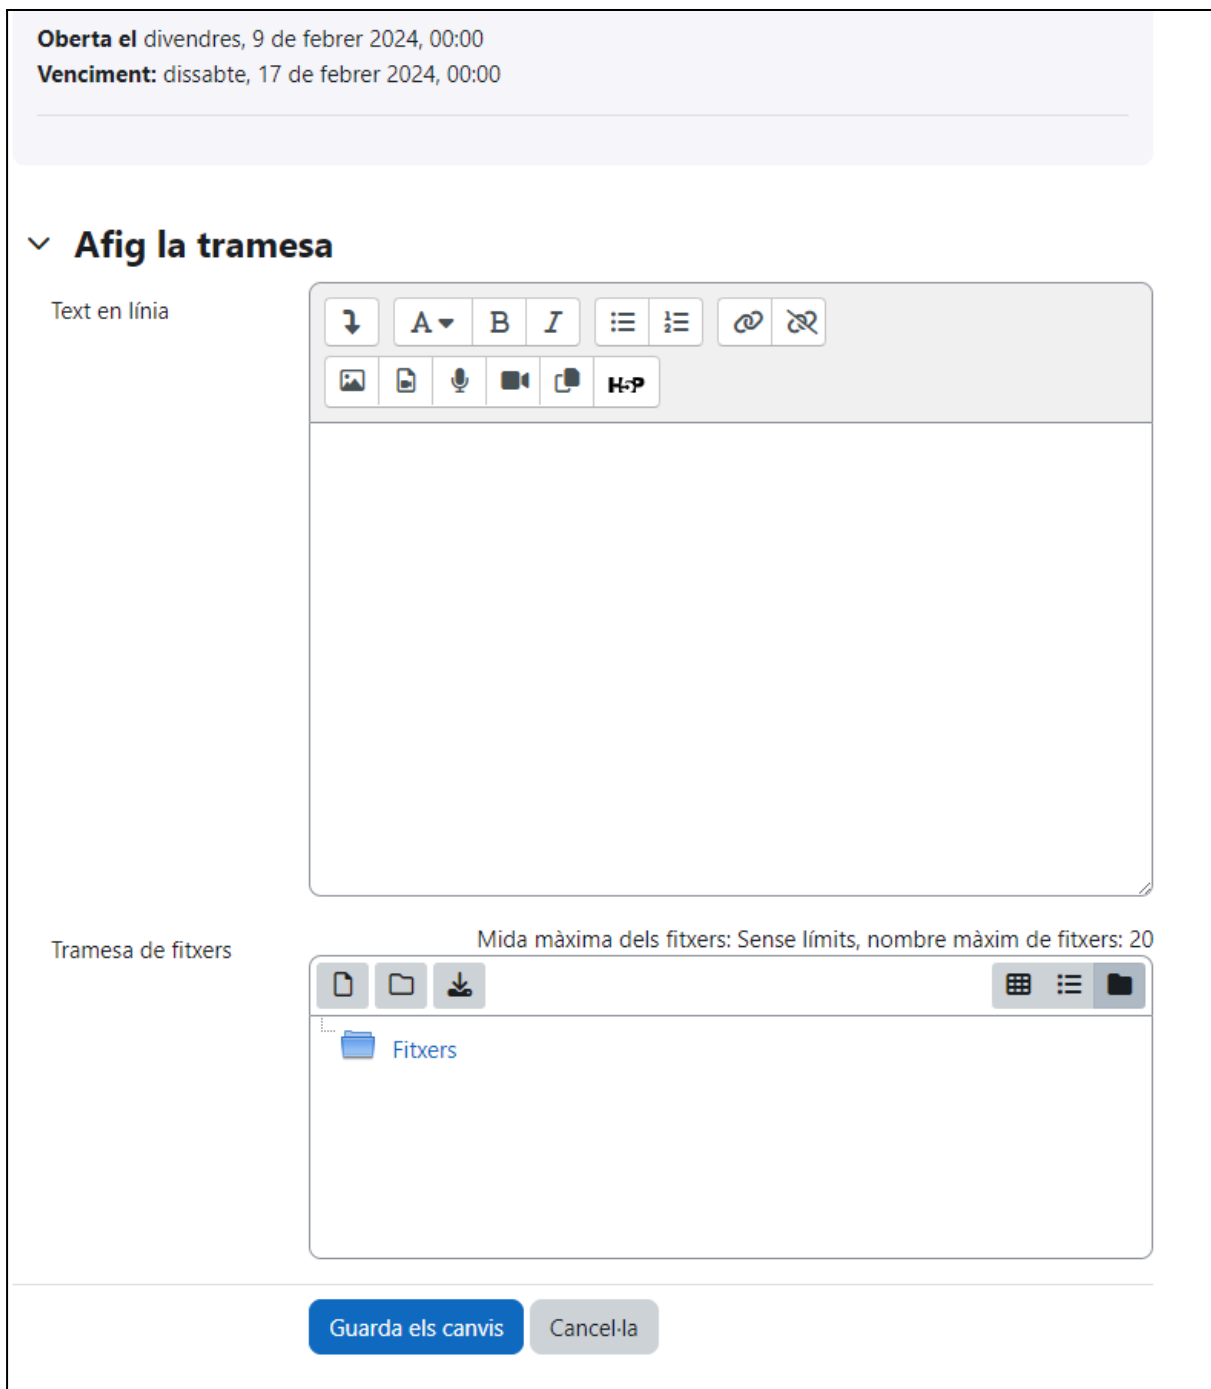 Oberta el divendres, 9 de febrer 2024, 00:00
Venciment: dissabte, 17 de febrer 2024, 00:00
Afig la tramesa
Text en línia
A B I
H5P
Tramesa de fitxers
Mida màxima dels fitxers: Sense límits, nombre màxim de fitxers: 20
Fitxers
Guarda els canvis Cancel·la